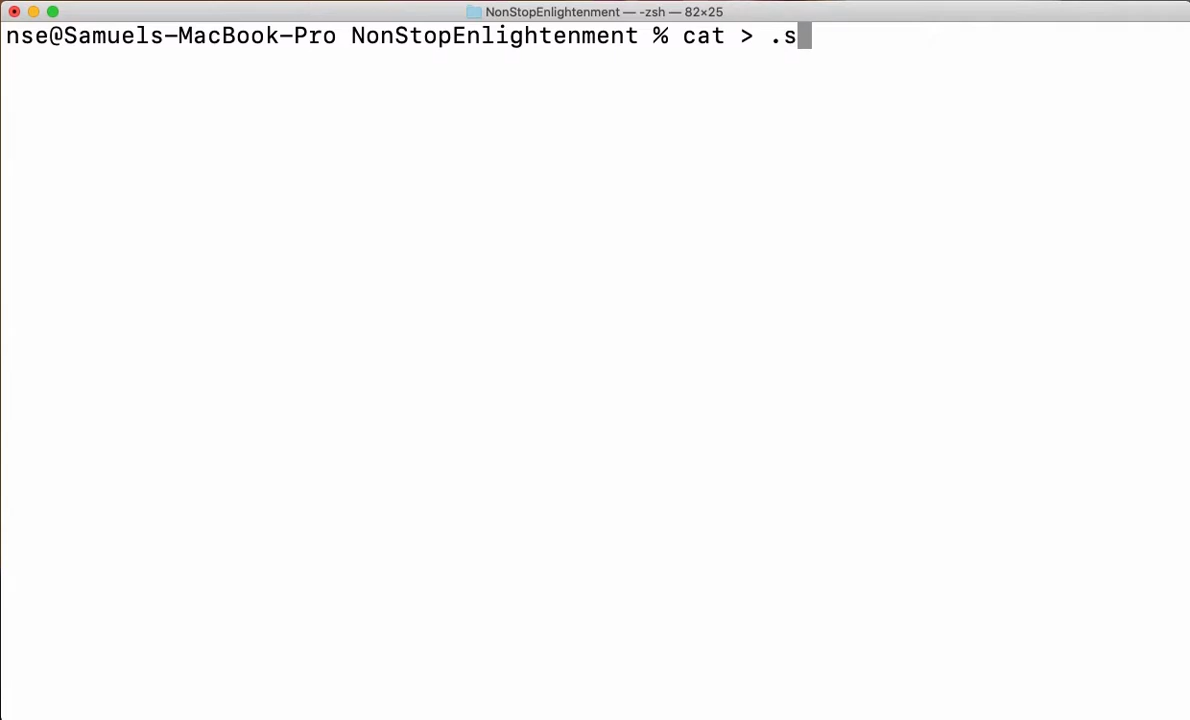 NonStopEnlightenment — -zsh — 82×25
nse@Samuels-MacBook-Pro NonStopEnlightenment % cat > .s